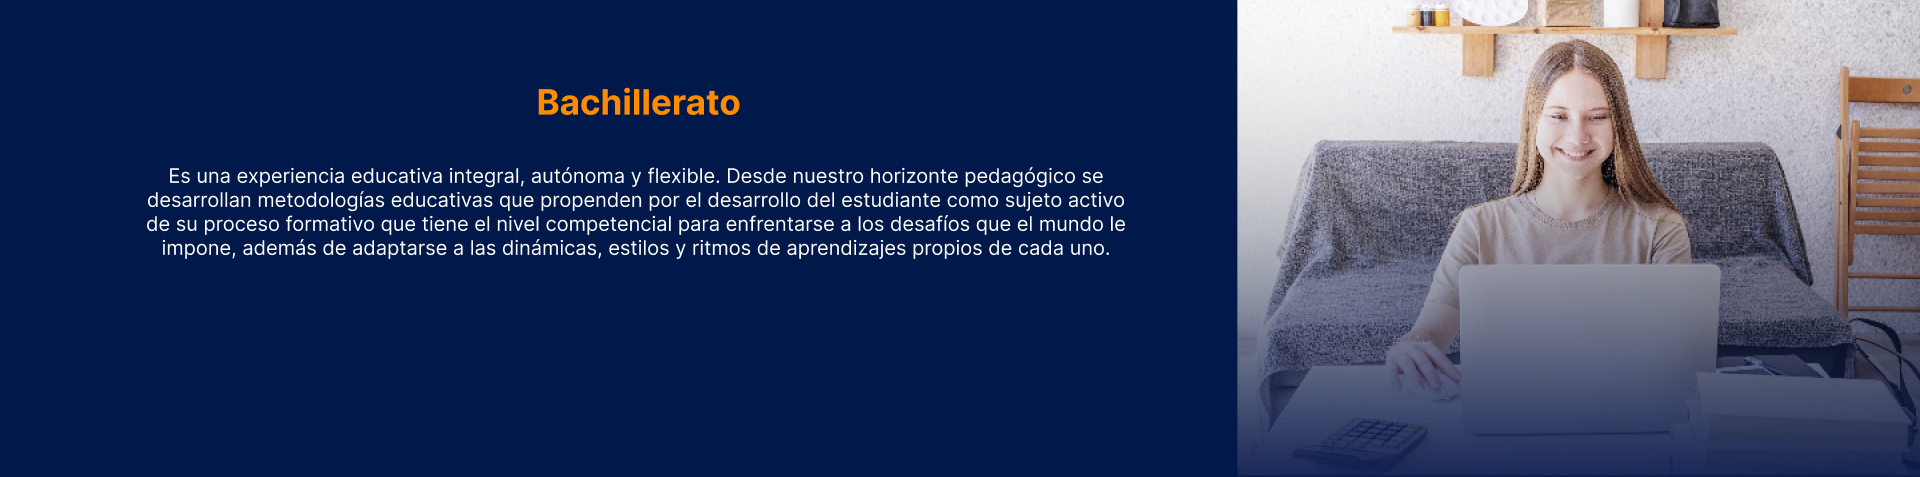 Bachillerato
Es una experiencia educativa integral, autónoma y flexible. Desde nuestro horizonte pedagógico se
desarrollan metodologías educativas que propenden por el desarrollo del estudiante como sujeto activo
de su proceso formativo que tiene el nivel competencial para enfrentarse a los desafíos que el mundo le
impone, además de adaptarse a las dinámicas, estilos y ritmos de aprendizajes propios de cada uno.